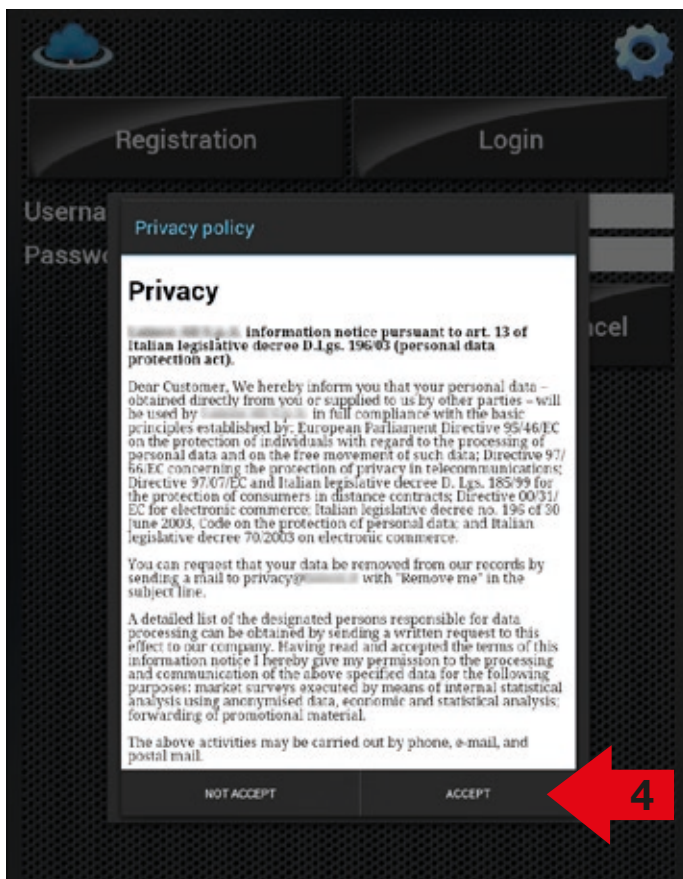 Registration Login
Userna
Passwo
ncel
Privacy policy
Privacy
information notice pursuant to art. 13 of
Italian legislative decree D.Lgs. 196/03 (personal data
protection act).
Dear Customer, We hereby inform you that your personal data –
obtained directly from you or supplied to us by other parties – will
be used by in full compliance with the basic
principles established by: European Parliament Directive 95/46/EC
on the protection of individuals with regard to the processing of
personal data and on the free movement of such data; Directive 97/
66/EC concerning the protection of privacy in telecommunications;
Directive 97/07/EC and Italian legislative decree D. Lgs. 185/99 for
the protection of consumers in distance contracts; Directive 00/31/
EC for electronic commerce; Italian legislative decree no. 196 of 30
June 2003, Code on the protection of personal data; and Italian
legislative decree 70/2003 on electronic commerce.
You can request that your data be removed from our records by
sending a mail to privacy@ with "Remove me" in the
subject line.
A detailed list of the designated persons responsible for data
processing can be obtained by sending a written request to this
effect to our company. Having read and accepted the terms of this
information notice I hereby give my permission to the processing
and communication of the above specified data for the following
purposes: market surveys executed by means of internal statistical
analysis using anonymised data, economic and statistical analysis;
forwarding of promotional material.
The above activities may be carried out by phone, e-mail, and
postal mail.
NOT ACCEPT ACCEPT
4